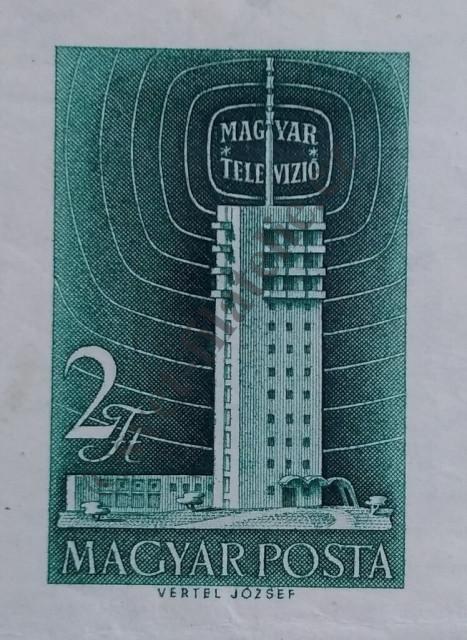 MAGYAR
* TELEVIZIÓ *
2 Ft
MAGYAR POSTA
VERTEL JÓZSEF